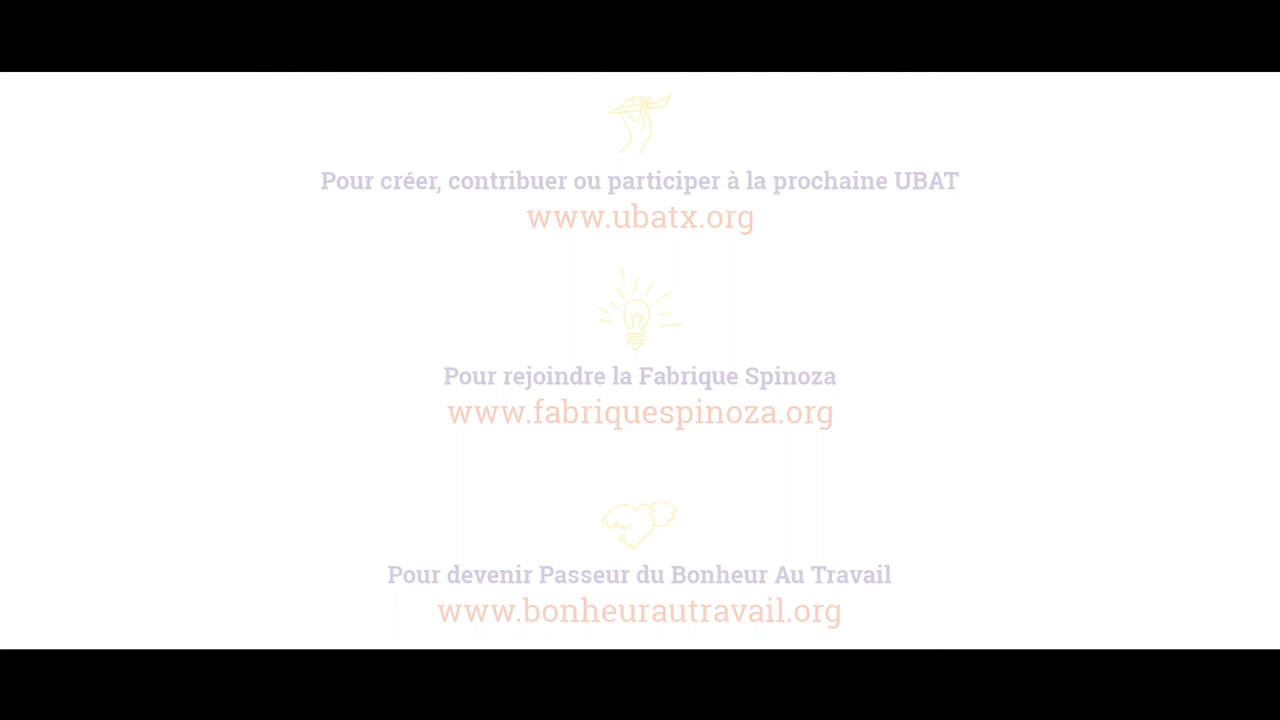 Pour créer, contribuer ou participer à la prochaine UBAT
www.ubatx.org
Pour rejoindre la Fabrique Spinoza
www.fabriquespinoza.org
Pour devenir Passeur du Bonheur Au Travail
www.bonheurautravail.org